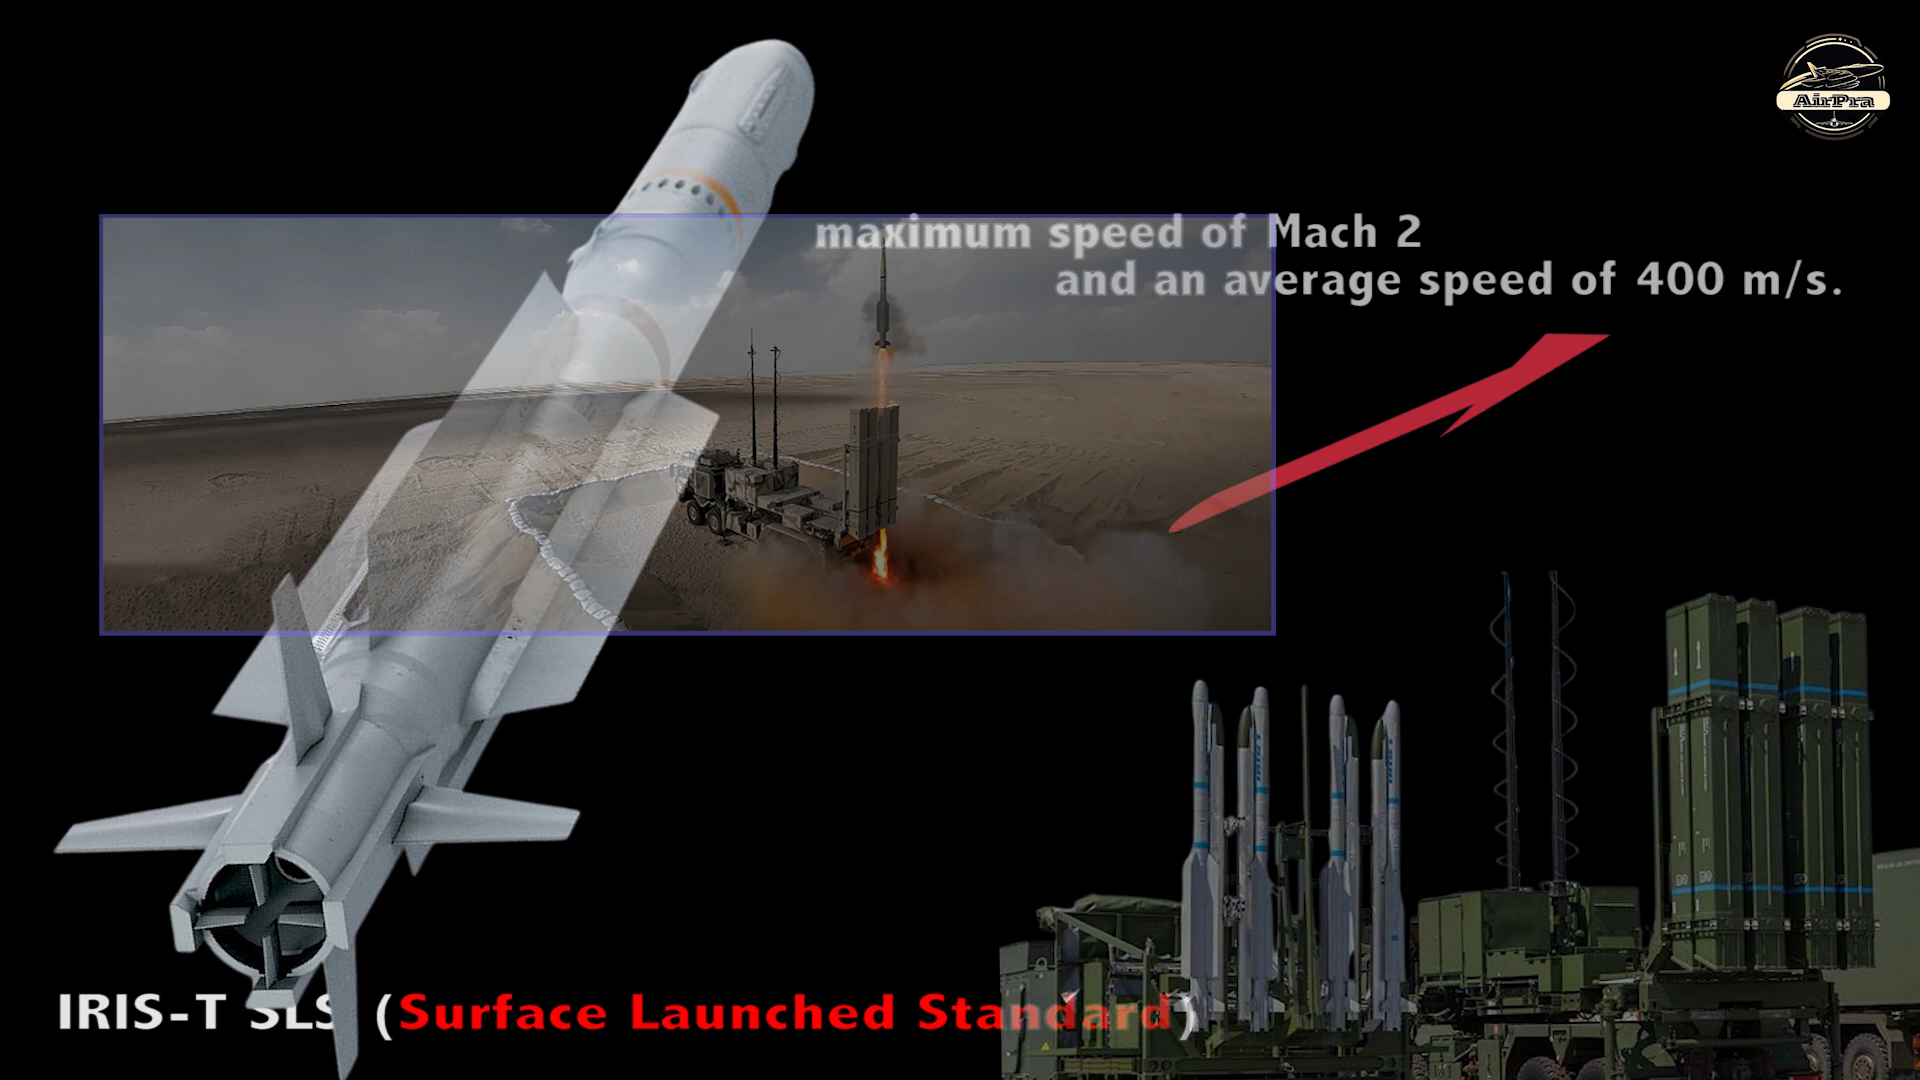 AirPra
maximum speed of Mach 2
and an average speed of 400 m/s.
IRIS-T SLS (Surface Launched Standard)